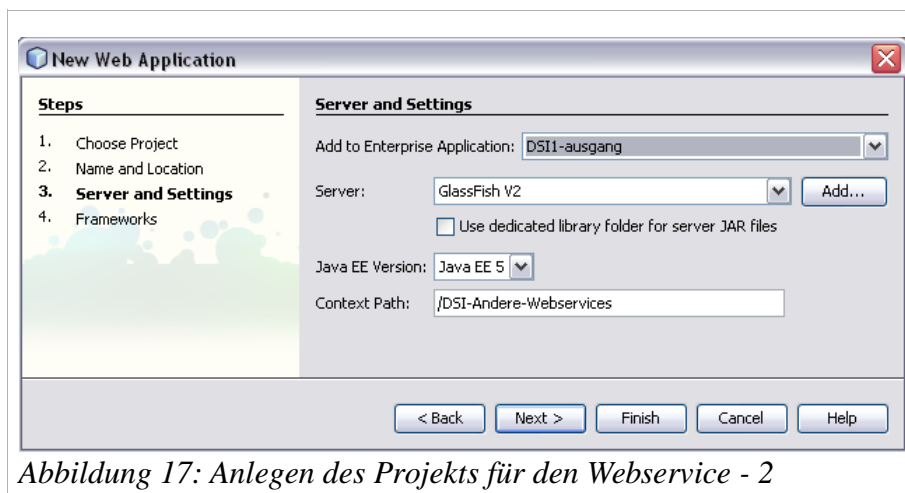 New Web Application
Steps
1. Choose Project
2. Name and Location
3. Server and Settings
4. Frameworks
Server and Settings
Add to Enterprise Application: DSI1-ausgang
Server: GlassFish V2 Add...
Use dedicated library folder for server JAR files
Java EE Version: Java EE 5
Context Path: /DSI-Andere-Webservices
< Back Next > Finish Cancel Help
Abbildung 17: Anlegen des Projekts für den Webservice - 2